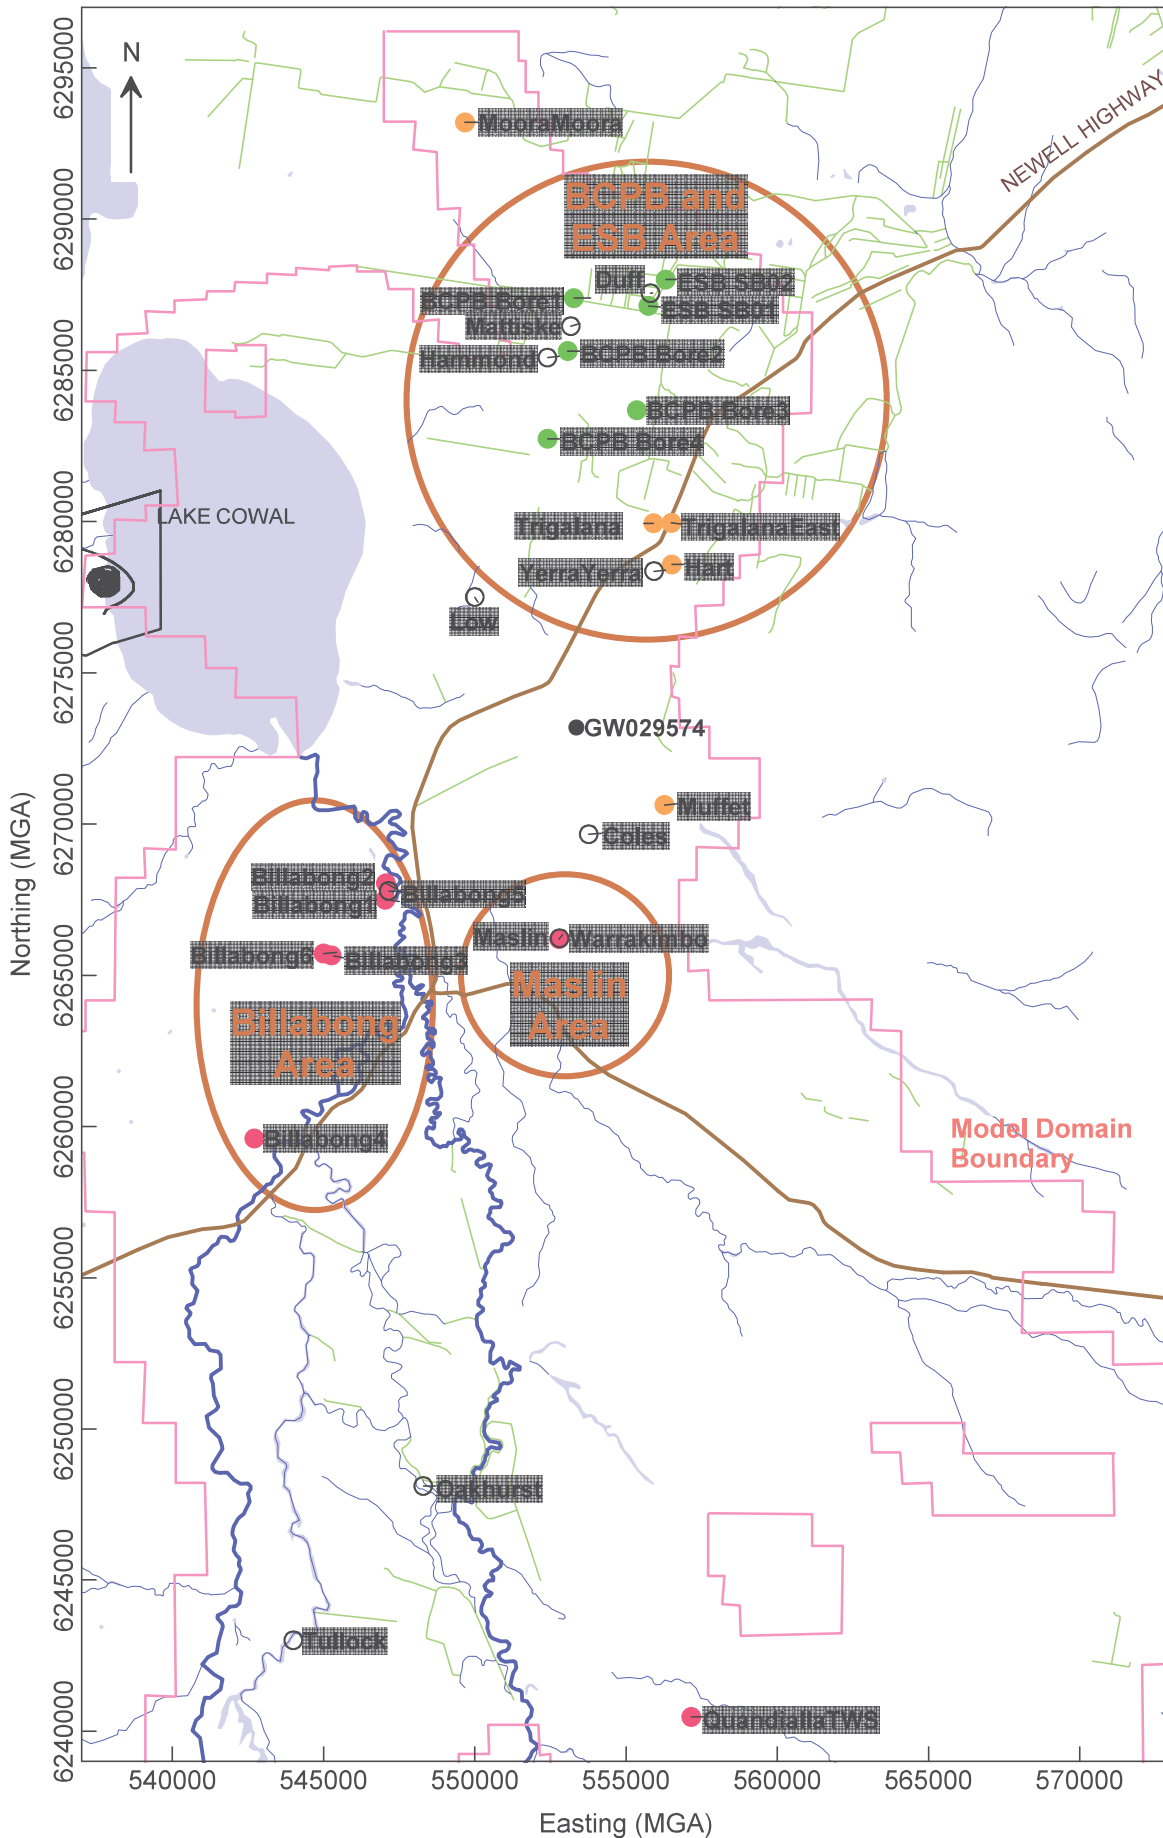 N
NEWELL HIGHWAY
MooraMoora
BCPB and
ESB Area
Duff
ESB SB02
BCPB Bore1
ESB SB01
Mattiske
Hammond
BCPB Bore2
BCPB Bore3
BCPB Bore4
LAKE COWAL
Trigalana
TrigalanaEast
YerraYerra
Hart
Low
GW029574
Muffet
Coles
Billabong2
Billabong5
Billabong1
Maslin
Warrakimbo
Billabong6
Billabong3
Maslin
Area
Billabong
Area
Billabong4
Model Domain
Boundary
Oakhurst
Tullock
QuandiallaTWS
6295000
6290000
6285000
6280000
6275000
6270000
6265000
6260000
6255000
6250000
6245000
6240000
Northing (MGA)
540000
545000
550000
555000
560000
565000
570000
Easting (MGA)